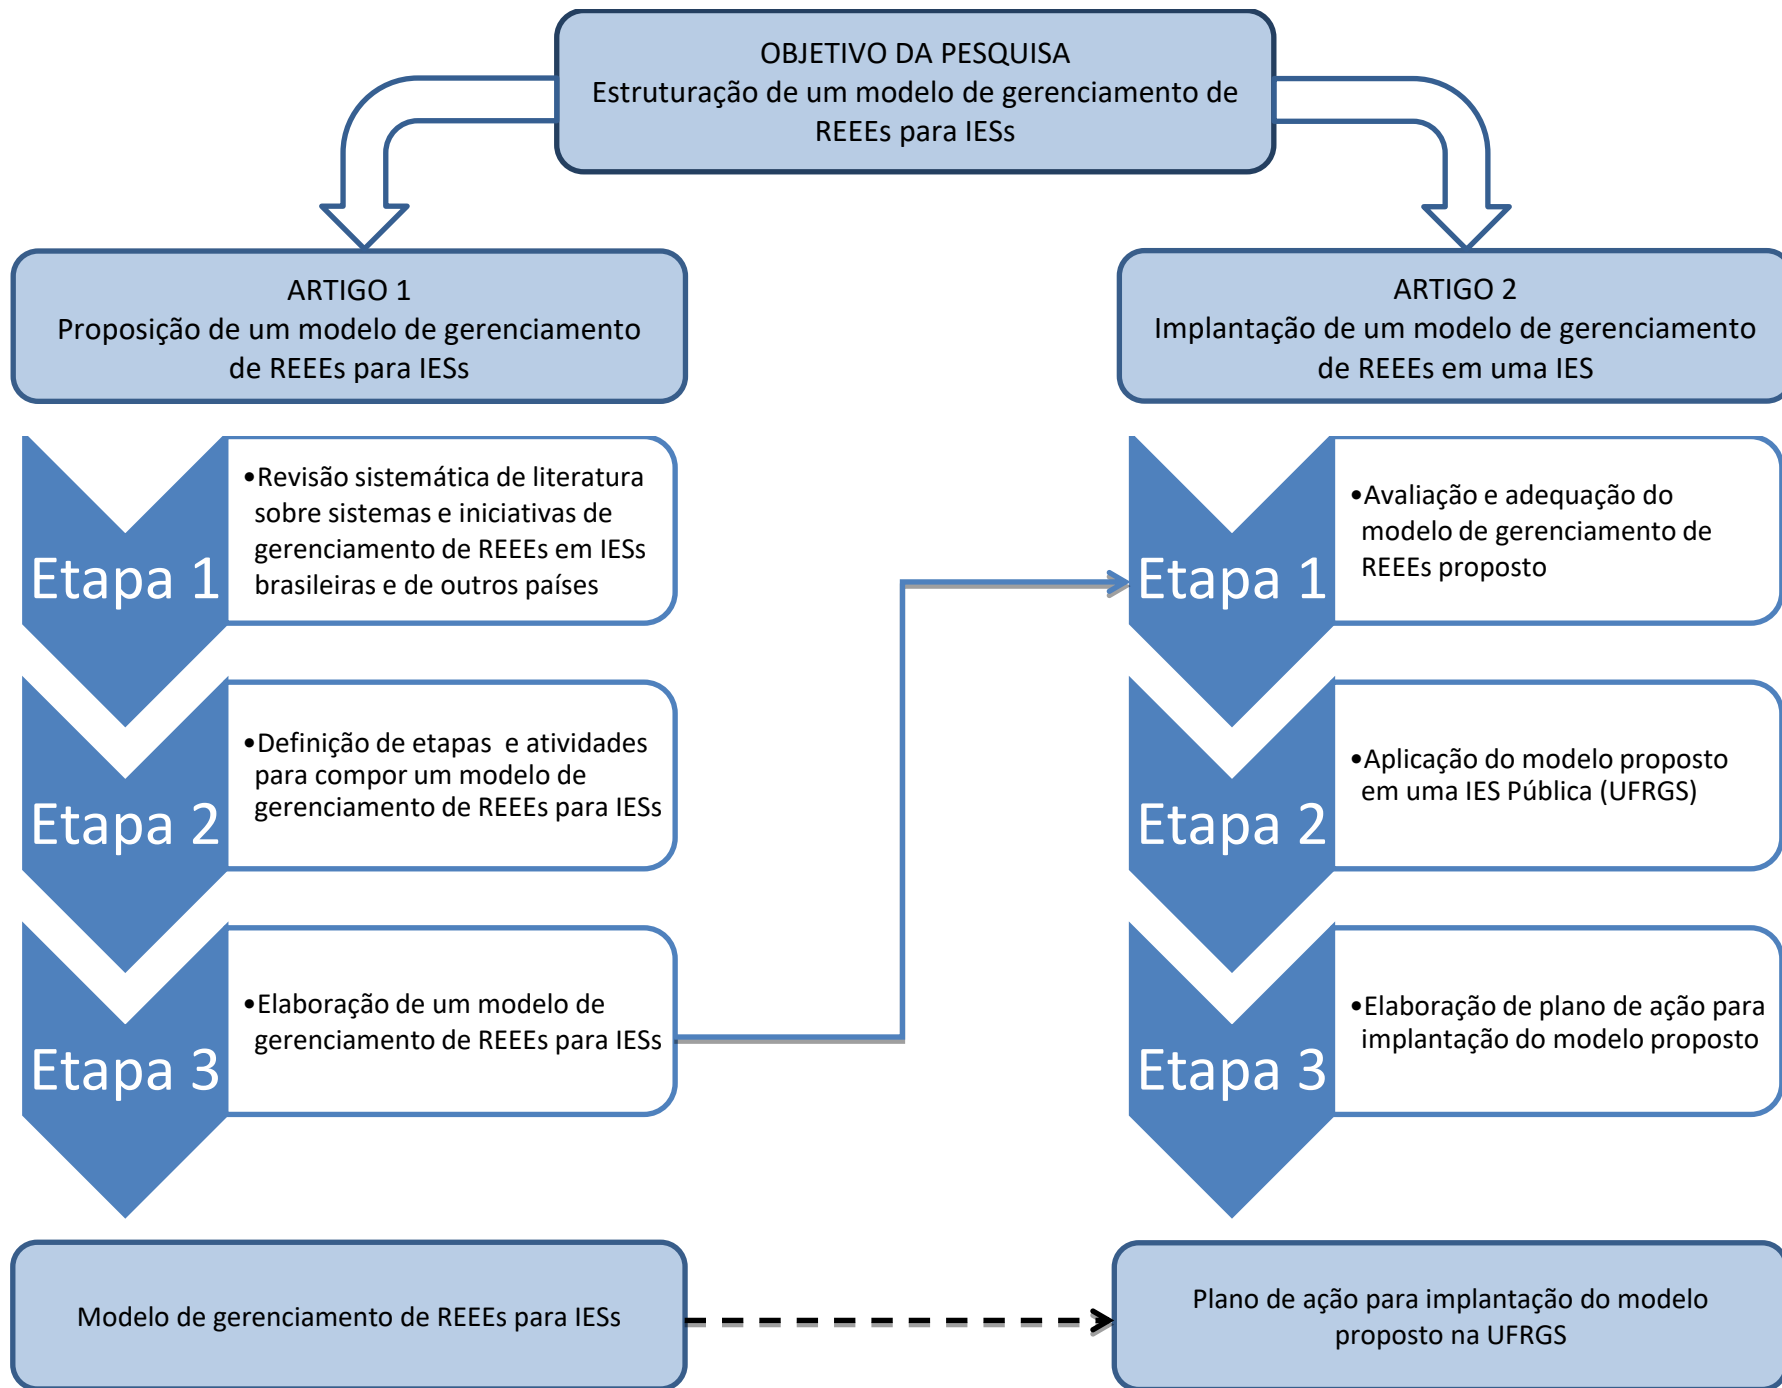 OBJETIVO DA PESQUISA
Estruturação de um modelo de gerenciamento de
REEEs para IESs
ARTIGO 1
Proposição de um modelo de gerenciamento
de REEEs para IESs
Etapa 1
•Revisão sistemática de literatura
sobre sistemas e iniciativas de
gerenciamento de REEEs em IESs
brasileiras e de outros países
Etapa 2
•Definição de etapas  e atividades
para compor um modelo de
gerenciamento de REEEs para IESs
Etapa 3
•Elaboração de um modelo de
gerenciamento de REEEs para IESs
Modelo de gerenciamento de REEEs para IESs
ARTIGO 2
Implantação de um modelo de gerenciamento
de REEEs em uma IES
Etapa 1
•Avaliação e adequação do
modelo de gerenciamento de
REEEs proposto
Etapa 2
•Aplicação do modelo proposto
em uma IES Pública (UFRGS)
Etapa 3
•Elaboração de plano de ação para
implantação do modelo proposto
Plano de ação para implantação do modelo
proposto na UFRGS